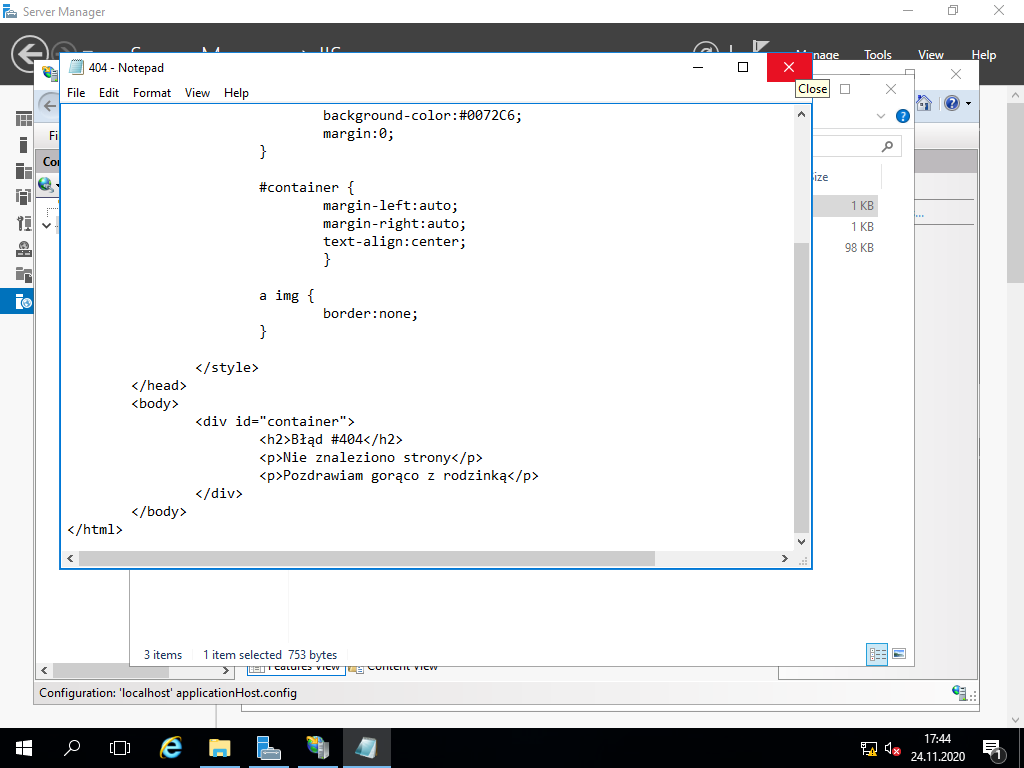 Server Manager
Manage Tools View Help
404 - Notepad
Close
File Edit Format View Help
background-color:#0072C6;
margin:0;
}
#container {
margin-left:auto;
margin-right:auto;
text-align:center;
}
a img {
border:none;
}
</style>
</head>
<body>
<div id="container">
<h2>Błąd #404</h2>
<p>Nie znaleziono strony</p>
<p>Pozdrawiam gorąco z rodzinką</p>
</div>
</body>
</html>
1 KB
1 KB
98 KB
3 items 1 item selected 753 bytes
Features View Content View
Configuration: 'localhost' applicationHost.config
17:44
24.11.2020
1